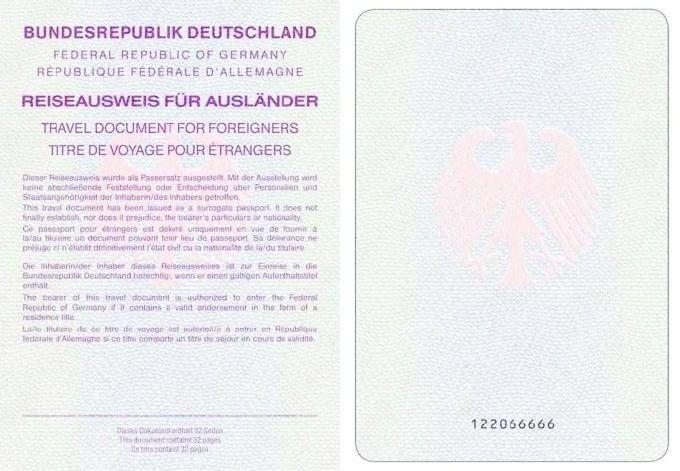 BUNDESREPUBLIK DEUTSCHLAND
FEDERAL REPUBLIC OF GERMANY
RÉPUBLIQUE FÉDÉRALE D'ALLEMAGNE
REISEAUSWEIS FÜR AUSLÄNDER
TRAVEL DOCUMENT FOR FOREIGNERS
TITRE DE VOYAGE POUR ÉTRANGERS
Dieser Reiseausweis wurde als Passersatz ausgestellt. Mit der Ausstellung wird
keine abschließende Feststellung oder Entscheidung über Personalien und
Staatsangehörigkeit der Inhaberin/des Inhabers getroffen.
This travel document has been issued as a surrogate passport. It does not
finally establish, nor does it prejudice, the bearer's particulars or nationality.
Ce passeport pour étrangers est délivré uniquement en vue de fournir à
la/au titulaire un document pouvant tenir lieu de passeport. Sa délivrance ne
préjuge ni n'établit définitivement l'état civil ou la nationalité de la/du titulaire.
Die Inhaberin/der Inhaber dieses Reiseausweises ist zur Einreise in die
Bundesrepublik Deutschland berechtigt, wenn er einen gültigen Aufenthaltstitel
enthält.
The bearer of this travel document is authorized to enter the Federal
Republic of Germany if it contains a valid endorsement in the form of a
residence title.
La/le titulaire de ce titre de voyage est autorisé/e à entrer en République
fédérale d'Allemagne si ce titre comporte un titre de séjour en cours de validité.
Dieses Dokument enthält 32 Seiten
This document contains 32 pages
Ce titre contient 32 pages
122066666